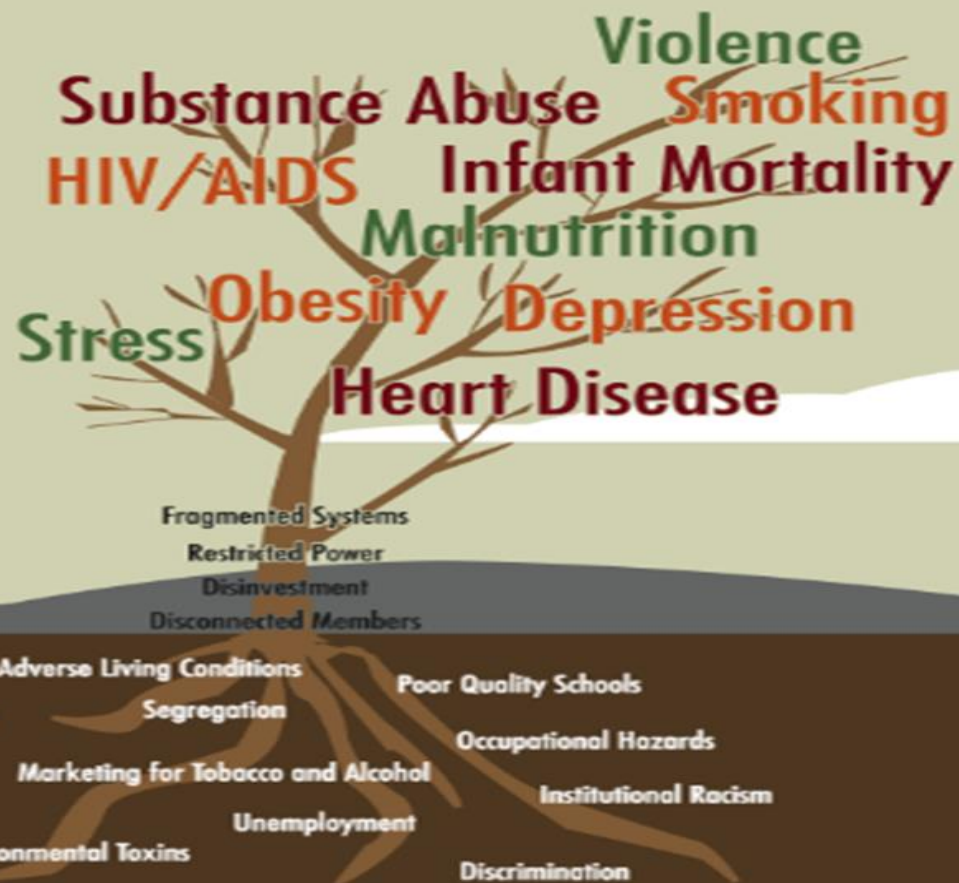 Violence
Substance Abuse Smoking
HIV/AIDS Infant Mortality
Malnutrition
Obesity Depression
Stress
Heart Disease
Fragmented Systems
Restricted Power
Disinvestment
Disconnected Members
Adverse Living Conditions
Poor Quality Schools
Segregation
Occupational Hazards
Marketing for Tobacco and Alcohol
Institutional Racism
Unemployment
onmental Toxins
Discrimination